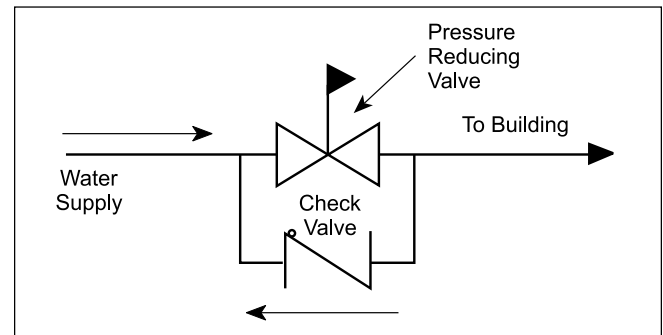 Pressure
Reducing
Valve
To Building
Water
Supply
Check
Valve